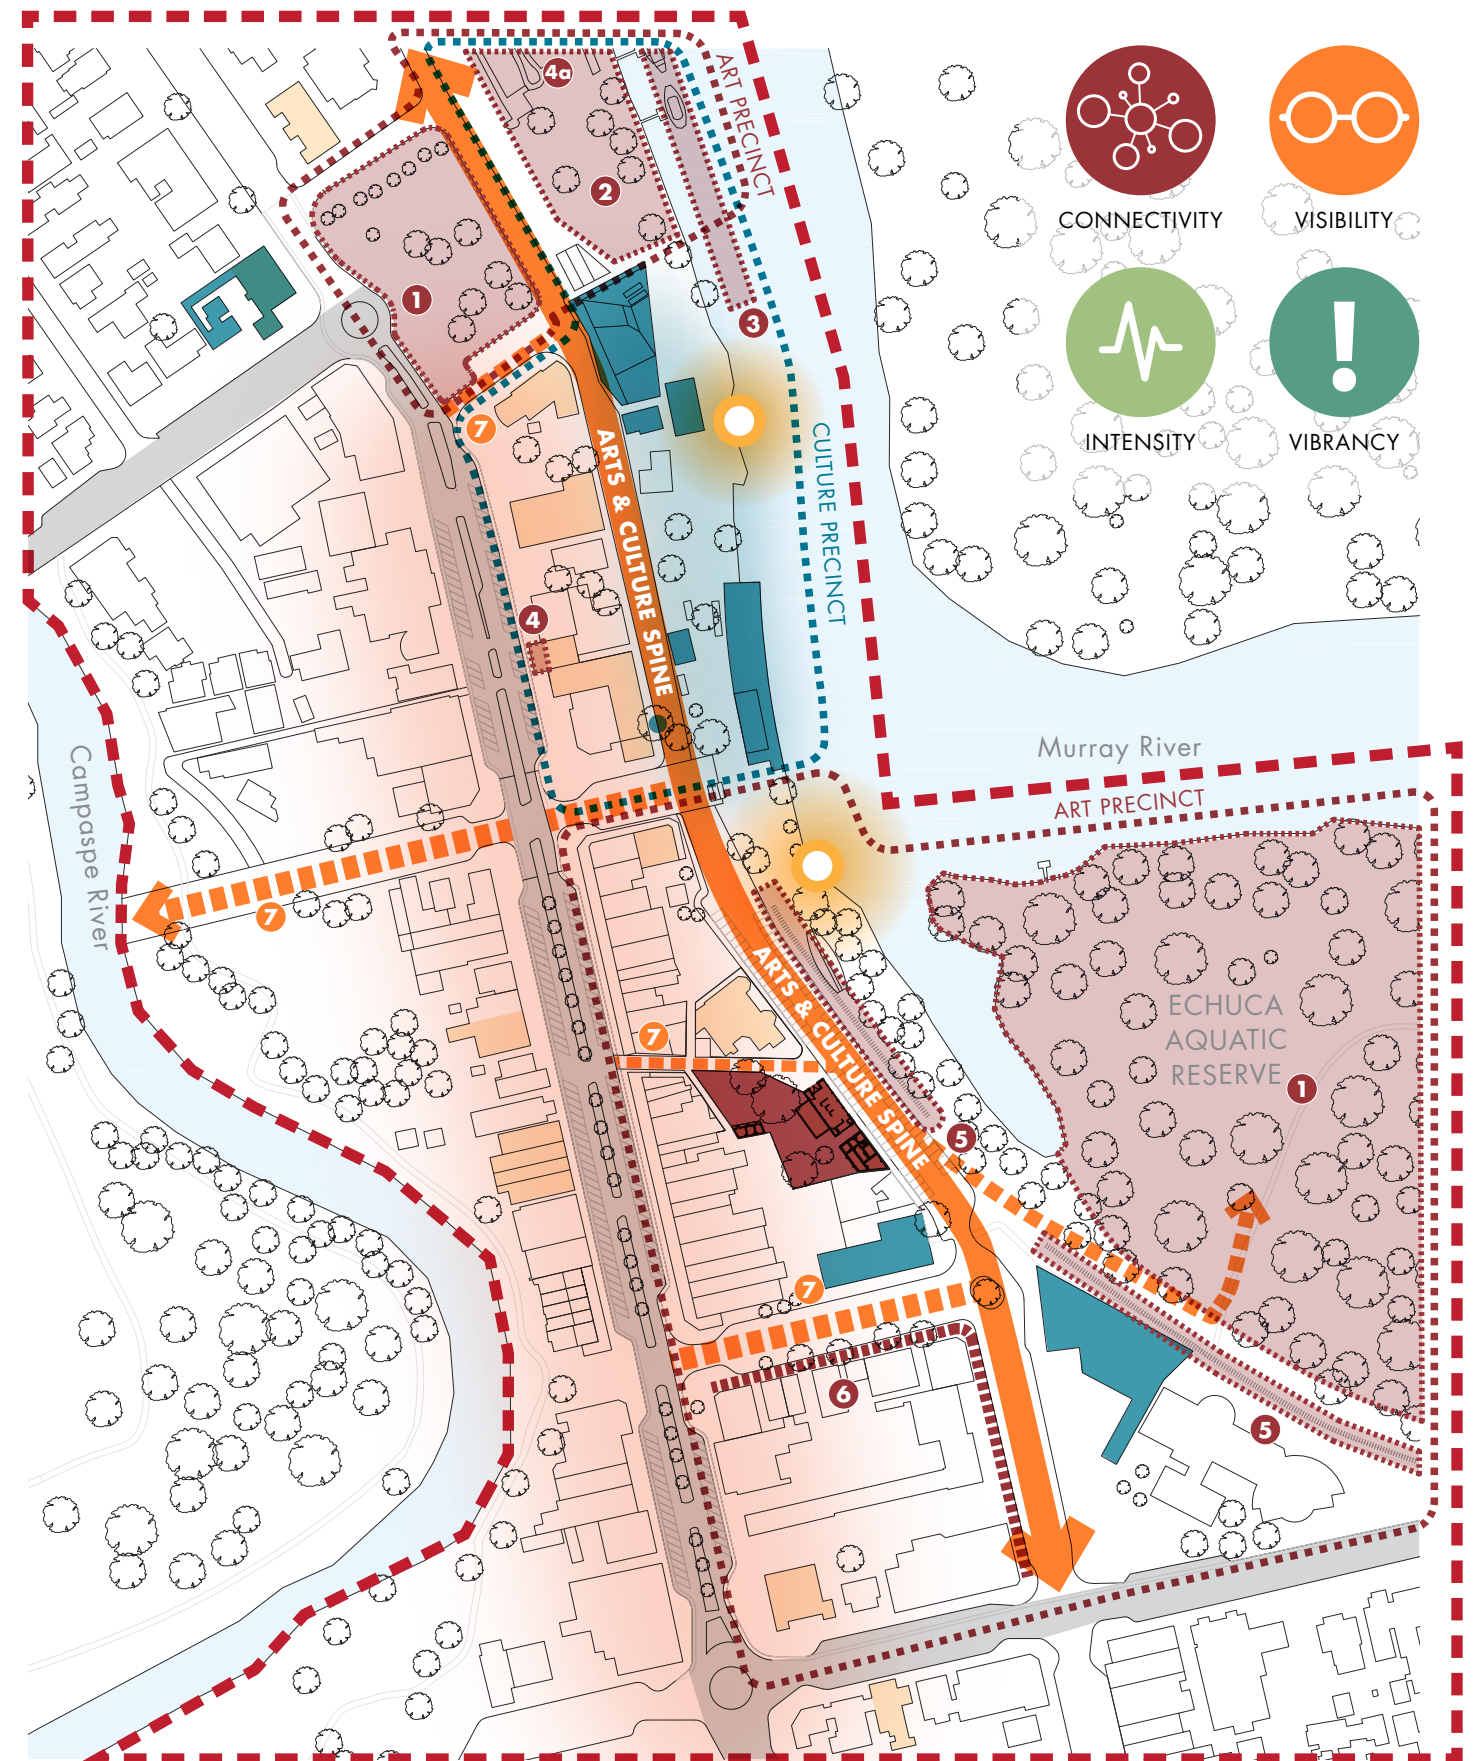 4a
ART PRECINCT
2
1
3
CONNECTIVITY
VISIBILITY
INTENSITY
VIBRANCY
7
ARTS & CULTURE SPINE
CULTURE PRECINCT
4
Murray River
ART PRECINCT
Campaspe River
7
ARTS & CULTURE SPINE
ECHUCA
AQUATIC
RESERVE
1
7
5
7
6
5